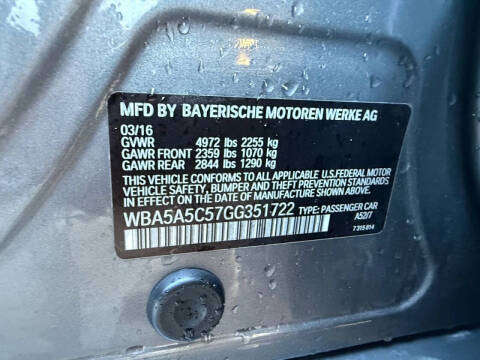 MFD BY BAYERISCHE MOTOREN WERKE AG
03/16
GVWR 4972 lbs 2255 kg
GAWR FRONT 2359 lbs 1070 kg
GAWR REAR 2844 lbs 1290 kg
THIS VEHICLE CONFORMS TO ALL APPLICABLE U.S.FEDERAL MOTOR
VEHICLE SAFETY, BUMPER AND THEFT PREVENTION STANDARDS
IN EFFECT ON THE DATE OF MANUFACTURE SHOWN ABOVE.
WBA5A5C57GG351722 TYPE: PASSENGER CAR
A52/7
7 315 814